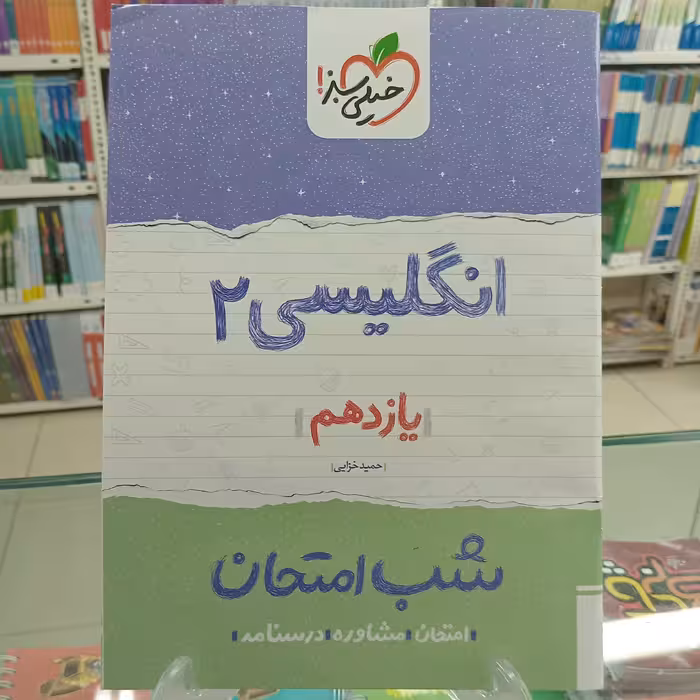 خیلی سبز!
انگلیسی ۲
یازدهم
|حمید خزایی|
شب امتحان
امتحان مشاوره درسنامه